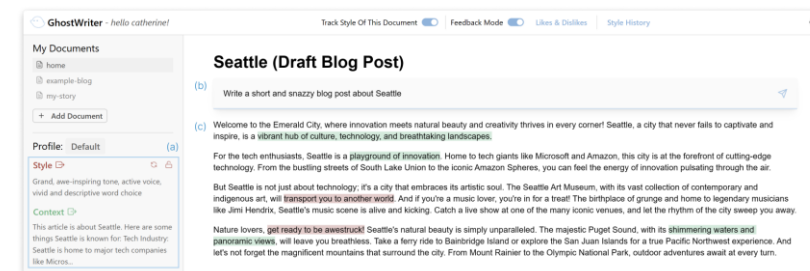 GhostWriter - hello catherine!
Track Style Of This Document
Feedback Mode
Likes & Dislikes
Style History
My Documents
home
example-blog
my-story
+ Add Document
Profile: Default
(a)
Style
Grand, awe-inspiring tone, active voice,
vivid and descriptive word choice
Context
This article is about Seattle. Here are some
things Seattle is known for: Tech Industry:
Seattle is home to major tech companies
like Micros...
Seattle (Draft Blog Post)
(b)
Write a short and snazzy blog post about Seattle
(c)
Welcome to the Emerald City, where innovation meets natural beauty and creativity thrives in every corner! Seattle, a city that never fails to captivate and
inspire, is a vibrant hub of culture, technology, and breathtaking landscapes.
For the tech enthusiasts, Seattle is a playground of innovation. Home to tech giants like Microsoft and Amazon, this city is at the forefront of cutting-edge
technology. From the bustling streets of South Lake Union to the iconic Amazon Spheres, you can feel the energy of innovation pulsating through the air.
But Seattle is not just about technology; it's a city that embraces its artistic soul. The Seattle Art Museum, with its vast collection of contemporary and
indigenous art, will transport you to another world. And if you're a music lover, you're in for a treat! The birthplace of grunge and home to legendary musicians
like Jimi Hendrix, Seattle's music scene is alive and kicking. Catch a live show at one of the many iconic venues, and let the rhythm of the city sweep you away.
Nature lovers, get ready to be awestruck! Seattle's natural beauty is simply unparalleled. The majestic Puget Sound, with its shimmering waters and
panoramic views, will leave you breathless. Take a ferry ride to Bainbridge Island or explore the San Juan Islands for a true Pacific Northwest experience. And
let's not forget the magnificent mountains that surround the city. From Mount Rainier to the Olympic National Park, outdoor adventures await at every turn.